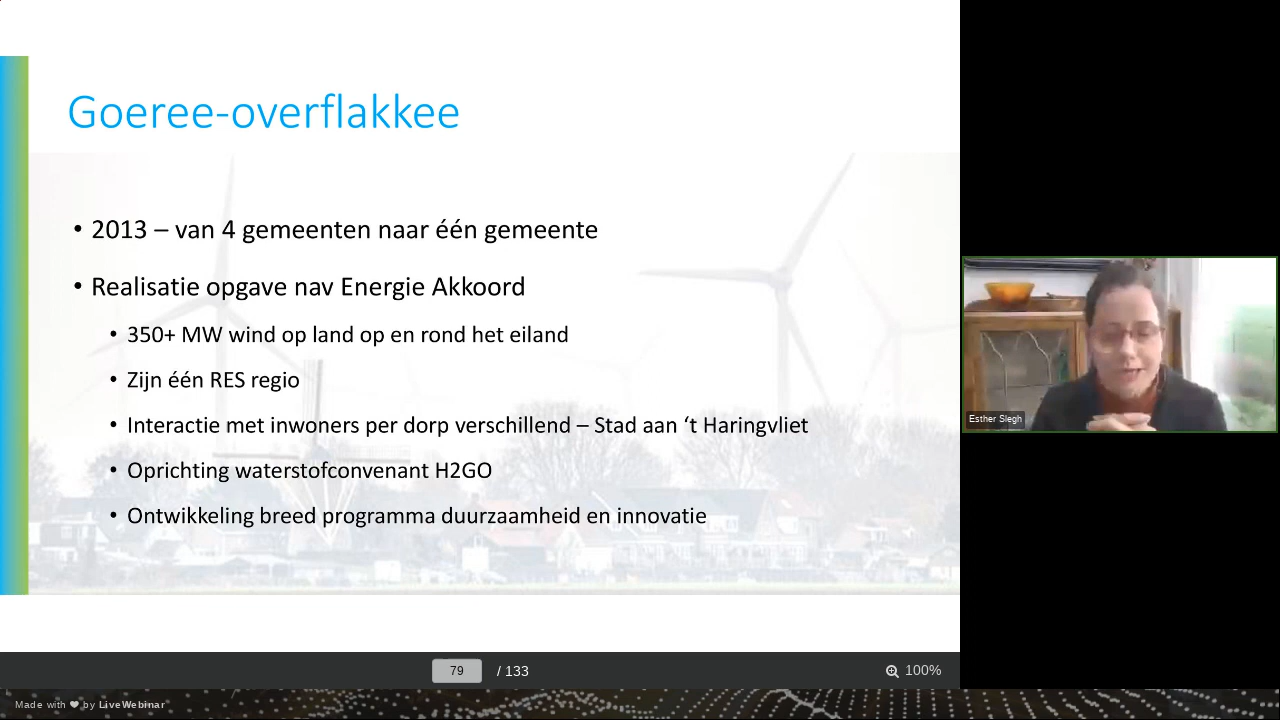 Goeree-overflakkee
• 2013 – van 4 gemeenten naar één gemeente
• Realisatie opgave nav Energie Akkoord
• 350+ MW wind op land op en rond het eiland
• Zijn één RES regio
• Interactie met inwoners per dorp verschillend – Stad aan ‘t Haringvliet
• Oprichting waterstofconvenant H2GO
• Ontwikkeling breed programma duurzaamheid en innovatie
Esther Slegh
79 / 133
100%
Made with ❤ by LiveWebinar